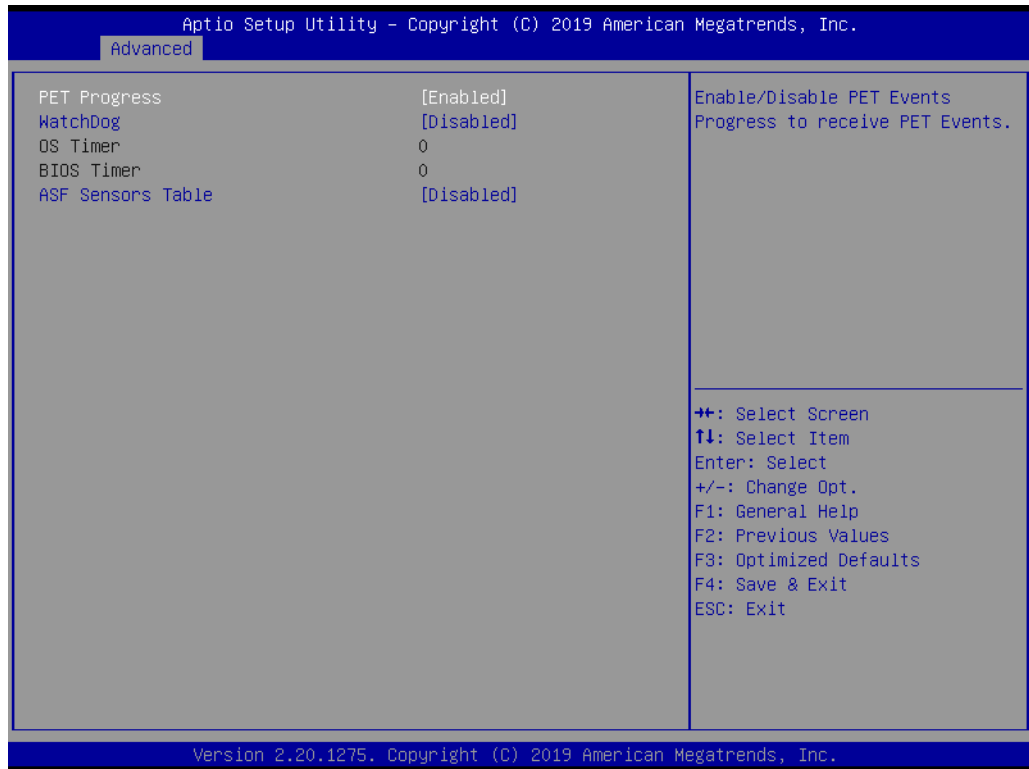 Aptio Setup Utility – Copyright (C) 2019 American Megatrends, Inc.
Advanced
PET Progress [Enabled]
WatchDog [Disabled]
OS Timer 0
BIOS Timer 0
ASF Sensors Table [Disabled]
Enable/Disable PET Events
Progress to receive PET Events.
→←: Select Screen
↑↓: Select Item
Enter: Select
+/-: Change Opt.
F1: General Help
F2: Previous Values
F3: Optimized Defaults
F4: Save & Exit
ESC: Exit
Version 2.20.1275. Copyright (C) 2019 American Megatrends, Inc.